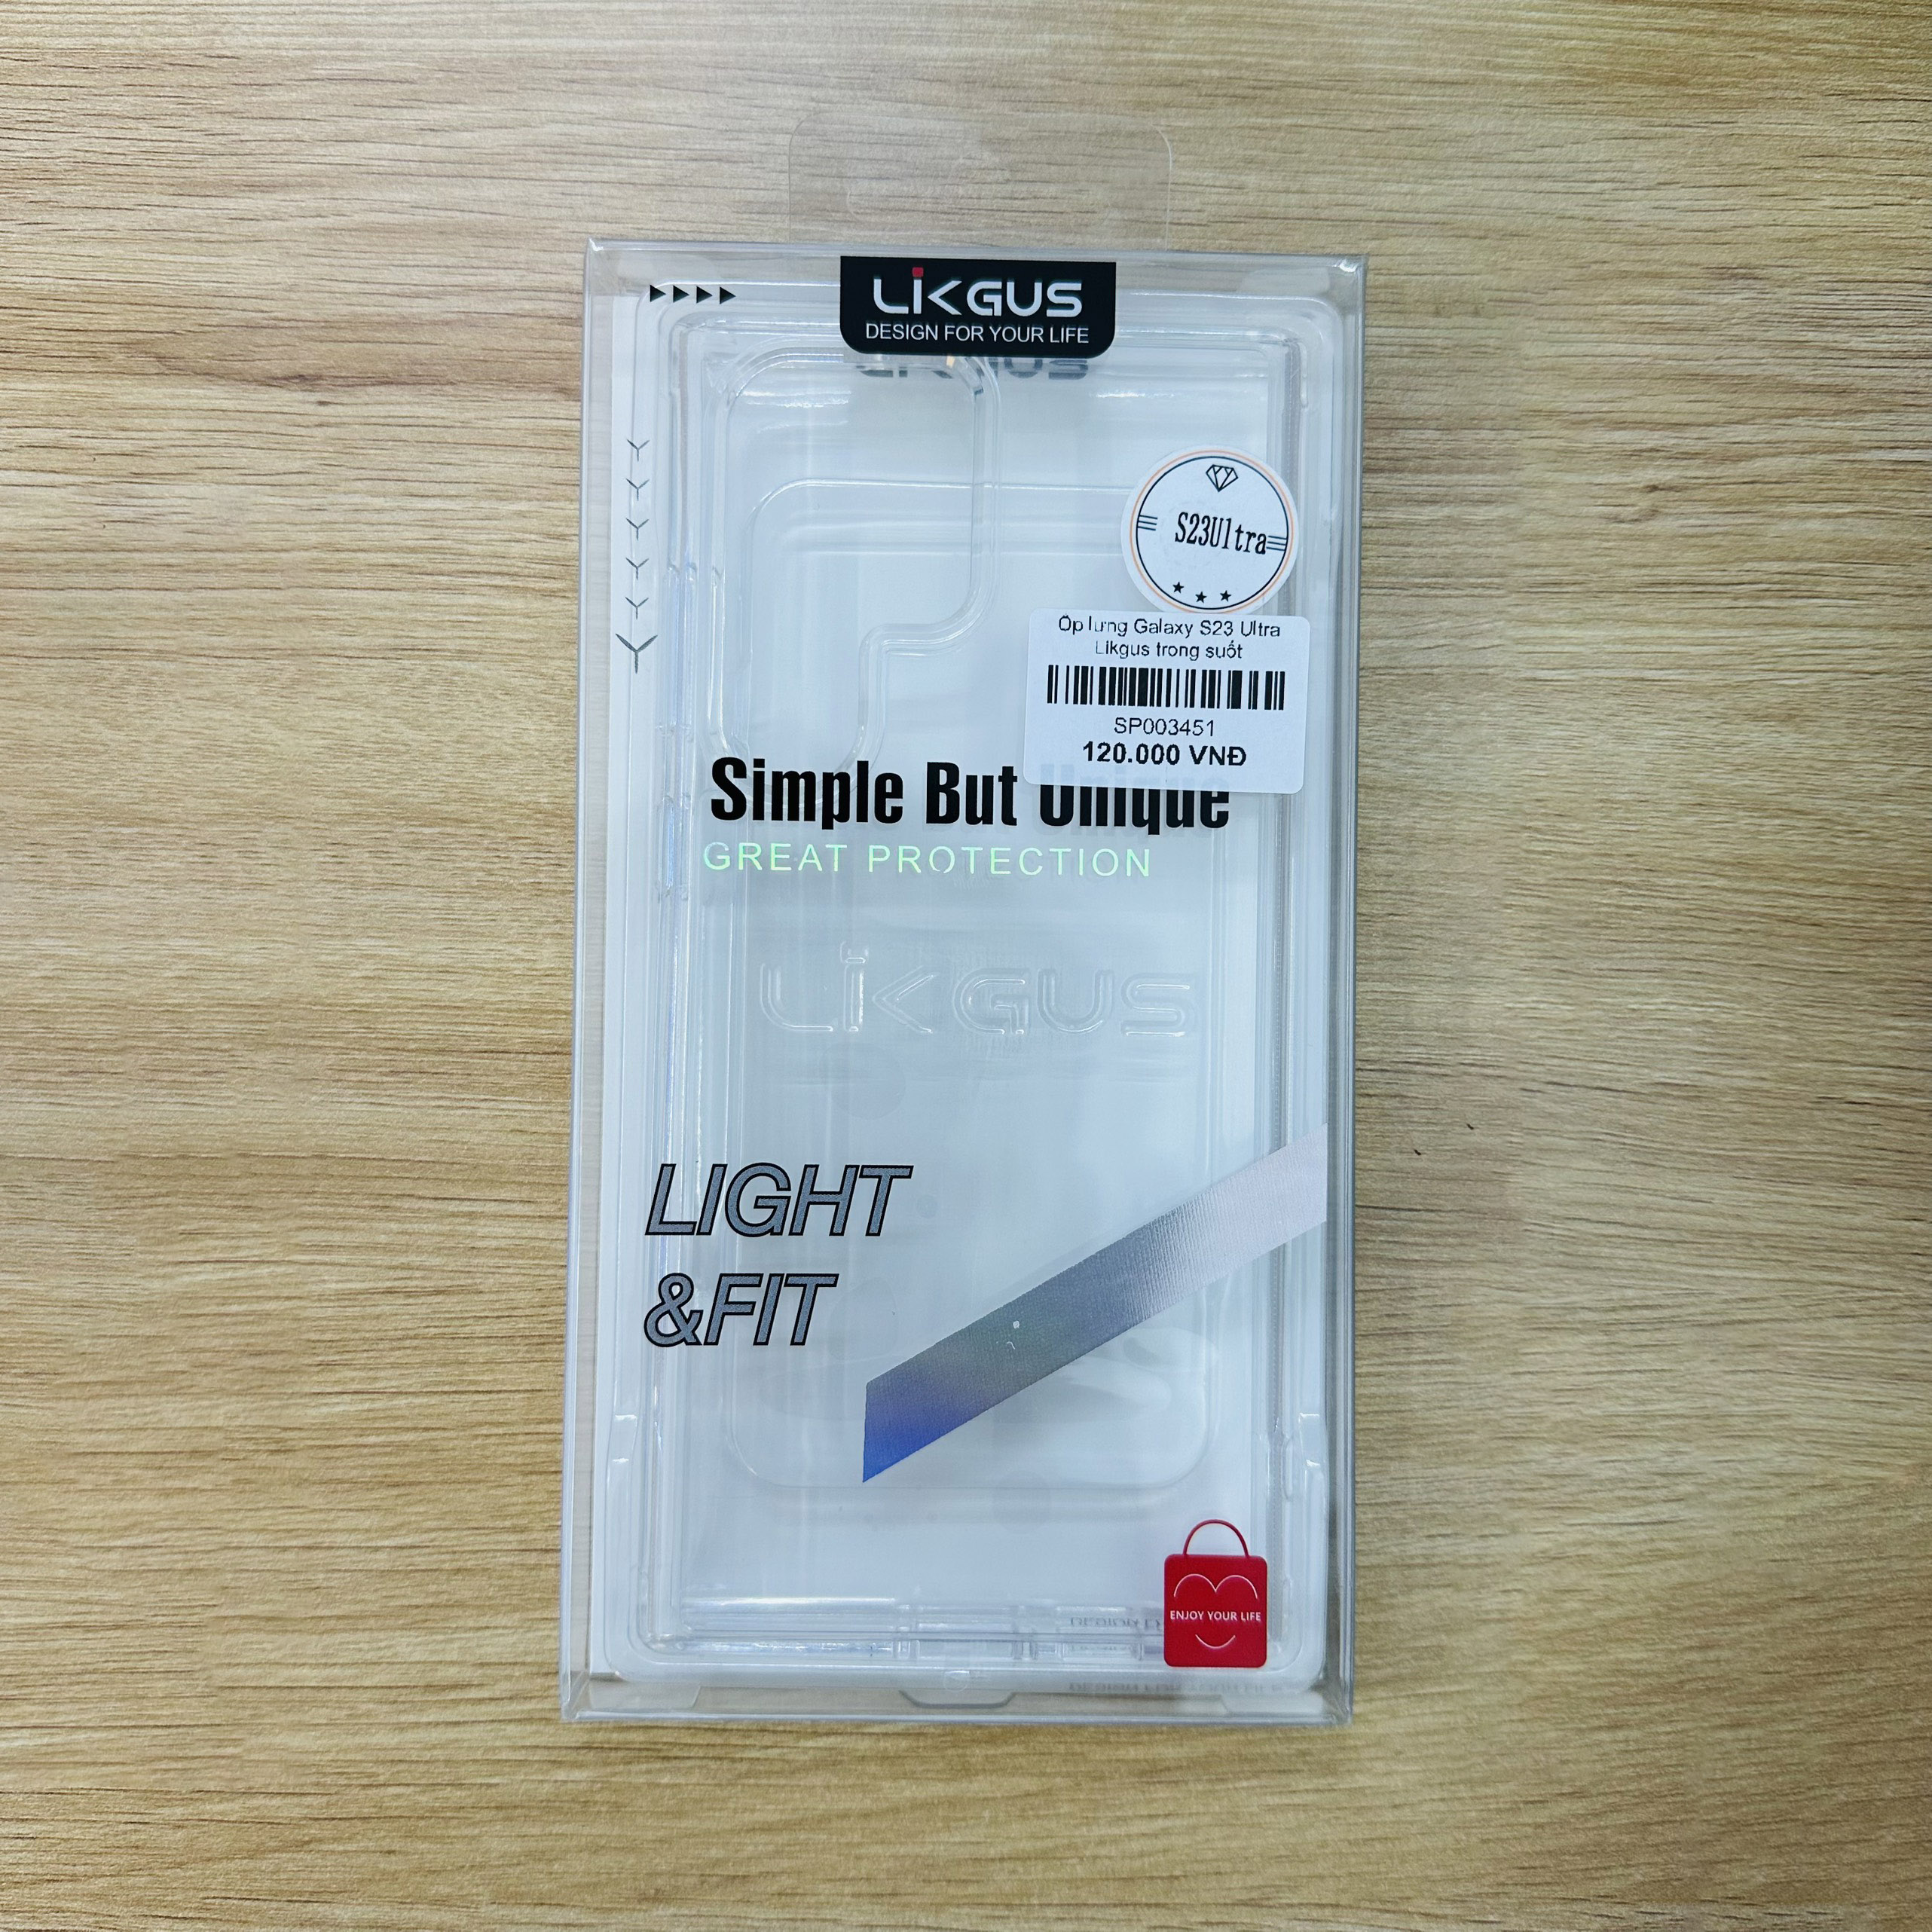 LIKGUS
DESIGN FOR YOUR LIFE
S23Ultra
Ốp lưng Galaxy S23 Ultra
Likgus trong suốt
SP003451
120.000 VNĐ
Simple But Unique
GREAT PROTECTION
LIKGUS
LIGHT
&FIT
ENJOY YOUR LIFE